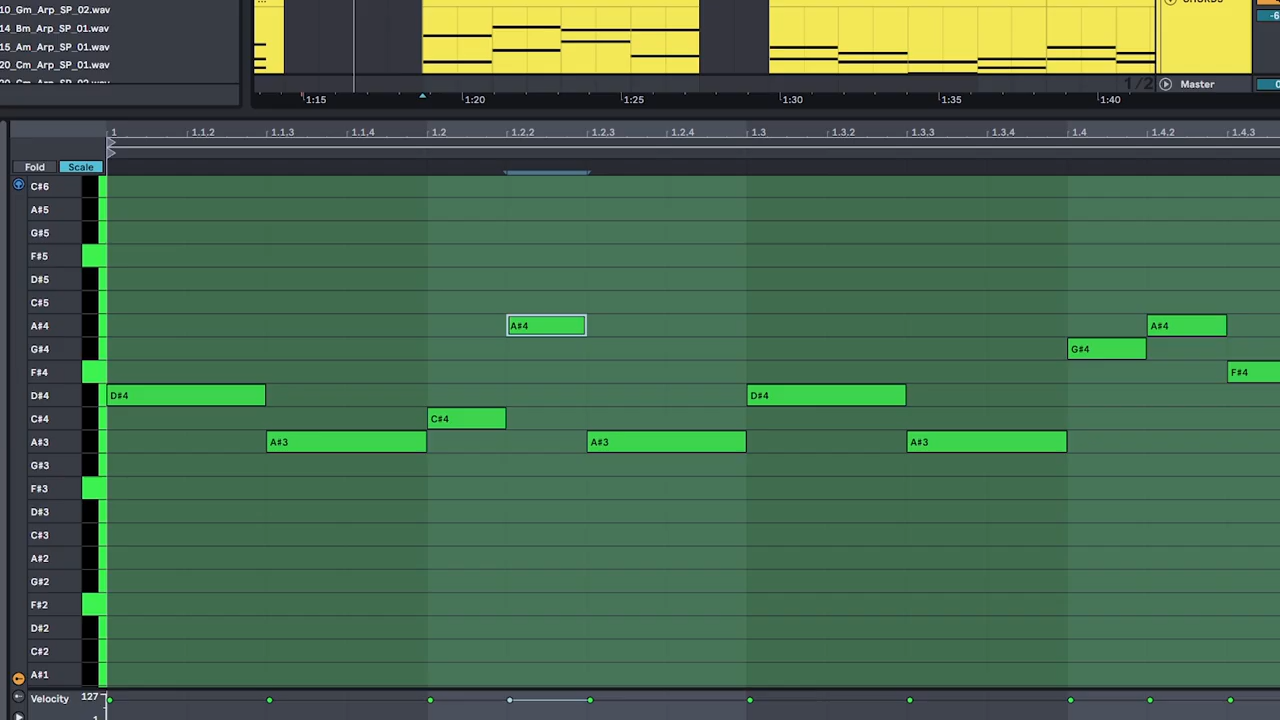 10_Gm_Arp_SP_02.wav
14_Bm_Arp_SP_01.wav
15_Am_Arp_SP_01.wav
20_Cm_Arp_SP_01.wav
1/2 Master
1:15 1:20 1:25 1:30 1:35 1:40
1 1.1.2 1.1.3 1.1.4 1.2 1.2.2 1.2.3 1.2.4 1.3 1.3.2 1.3.3 1.3.4 1.4 1.4.2 1.4.3
Fold Scale
C#6
A#5
G#5
F#5
D#5
C#5
A#4 A#4 A#4
G#4 G#4
F#4 F#4
D#4 D#4 D#4
C#4 C#4
A#3 A#3 A#3 A#3
G#3
F#3
D#3
C#3
A#2
G#2
F#2
D#2
C#2
A#1
Velocity 127
1